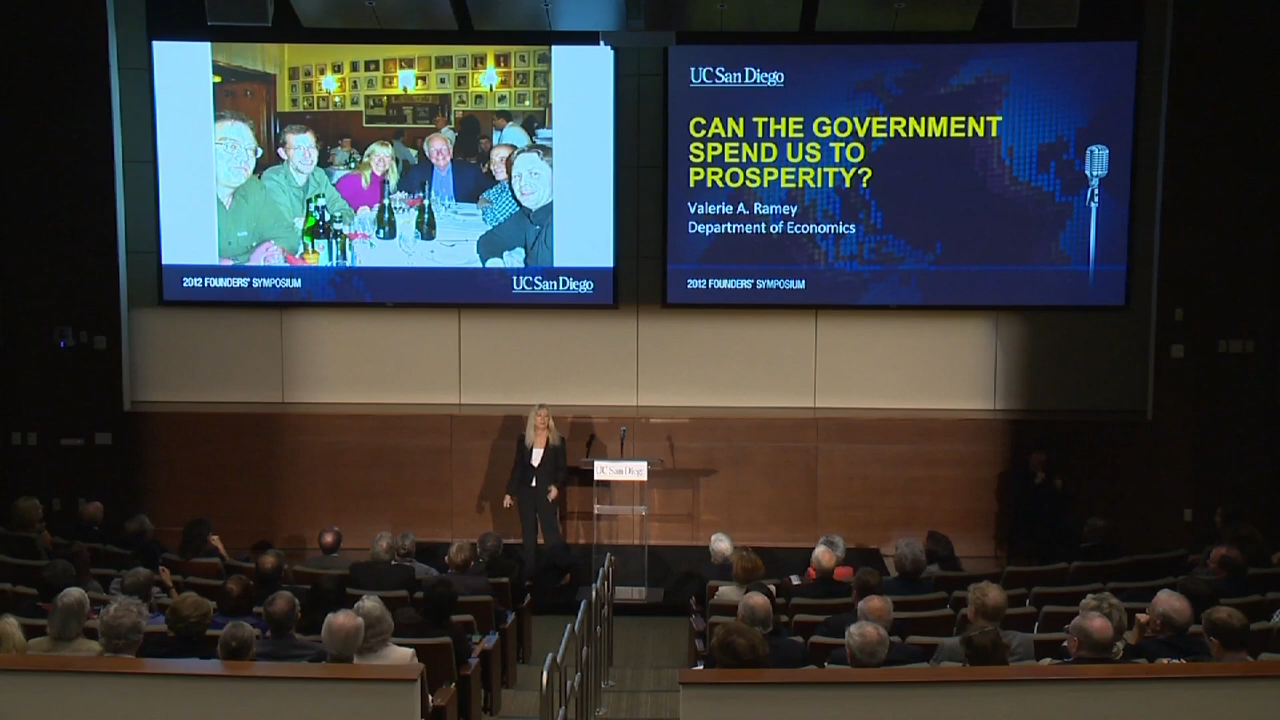 2012 FOUNDERS' SYMPOSIUM
UC San Diego
UC San Diego
CAN THE GOVERNMENT
SPEND US TO
PROSPERITY?
Valerie A. Ramey
Department of Economics
2012 FOUNDERS' SYMPOSIUM
UC San Diego